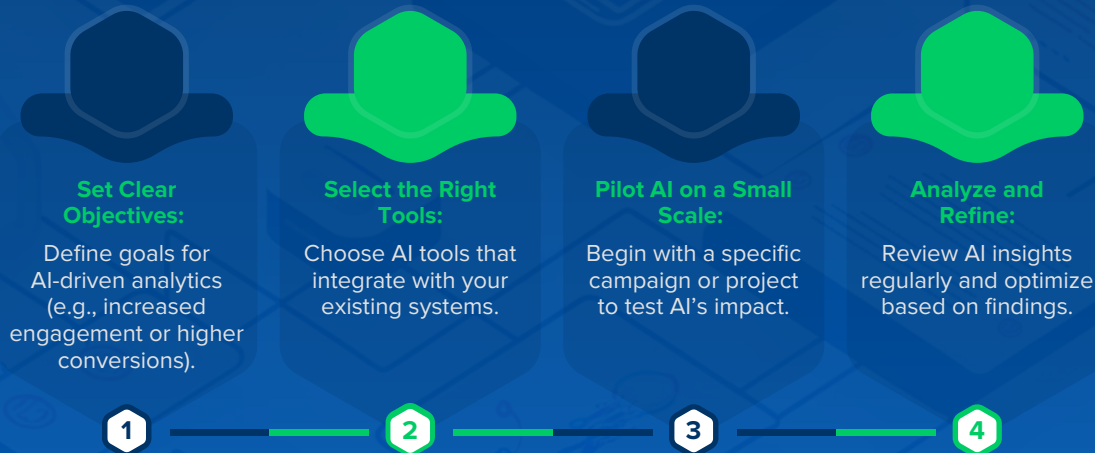 Set Clear
Objectives:
Define goals for
AI-driven analytics
(e.g., increased
engagement or higher
conversions).
Select the Right
Tools:
Choose AI tools that
integrate with your
existing systems.
Pilot AI on a Small
Scale:
Begin with a specific
campaign or project
to test AI’s impact.
Analyze and
Refine:
Review AI insights
regularly and optimize
based on findings.
1
2
3
4